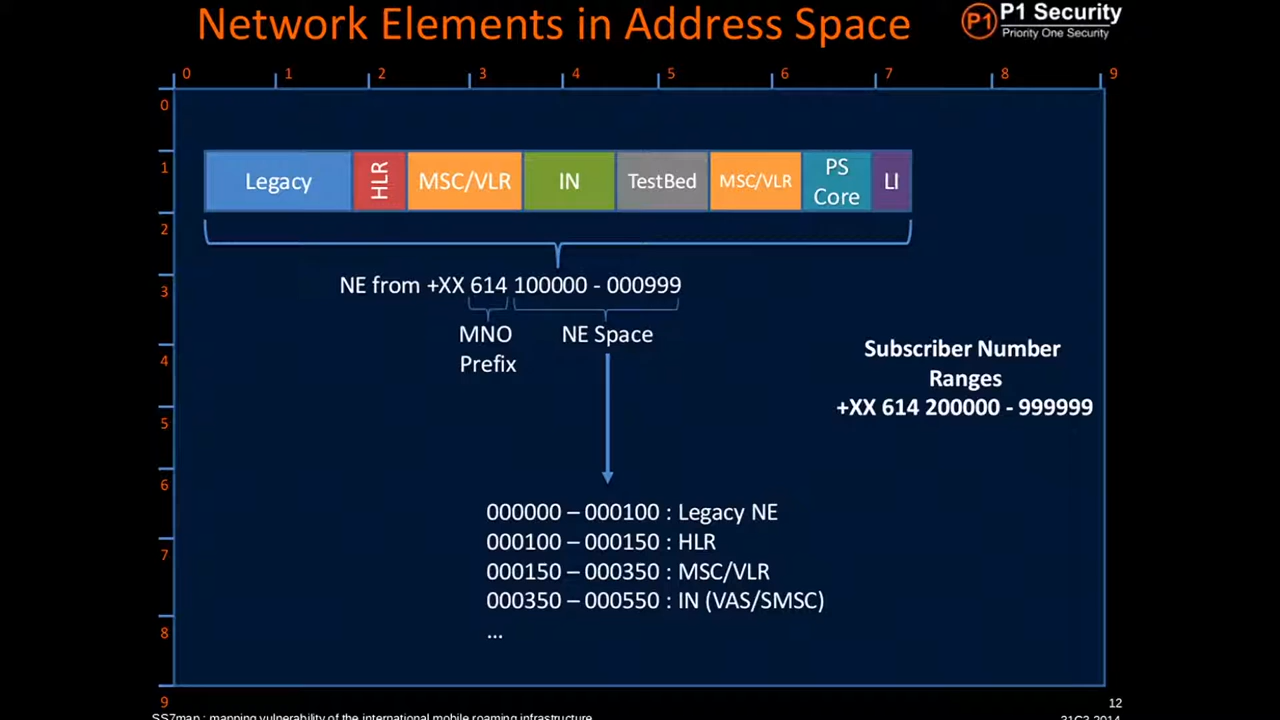 Network Elements in Address Space
P1
P1 Security
Priority One Security
0 1 2 3 4 5 6 7 8 9
0
1
2
3
4
5
6
7
8
9
Legacy
HLR
MSC/VLR
IN
TestBed
MSC/VLR
PS
Core
LI
NE from +XX 614 100000 - 000999
MNO
Prefix
NE Space
Subscriber Number
Ranges
+XX 614 200000 - 999999
000000 – 000100 : Legacy NE
000100 – 000150 : HLR
000150 – 000350 : MSC/VLR
000350 – 000550 : IN (VAS/SMSC)
...
12
SS7map : mapping vulnerability of the international mobile roaming infrastructure
31C3 2014